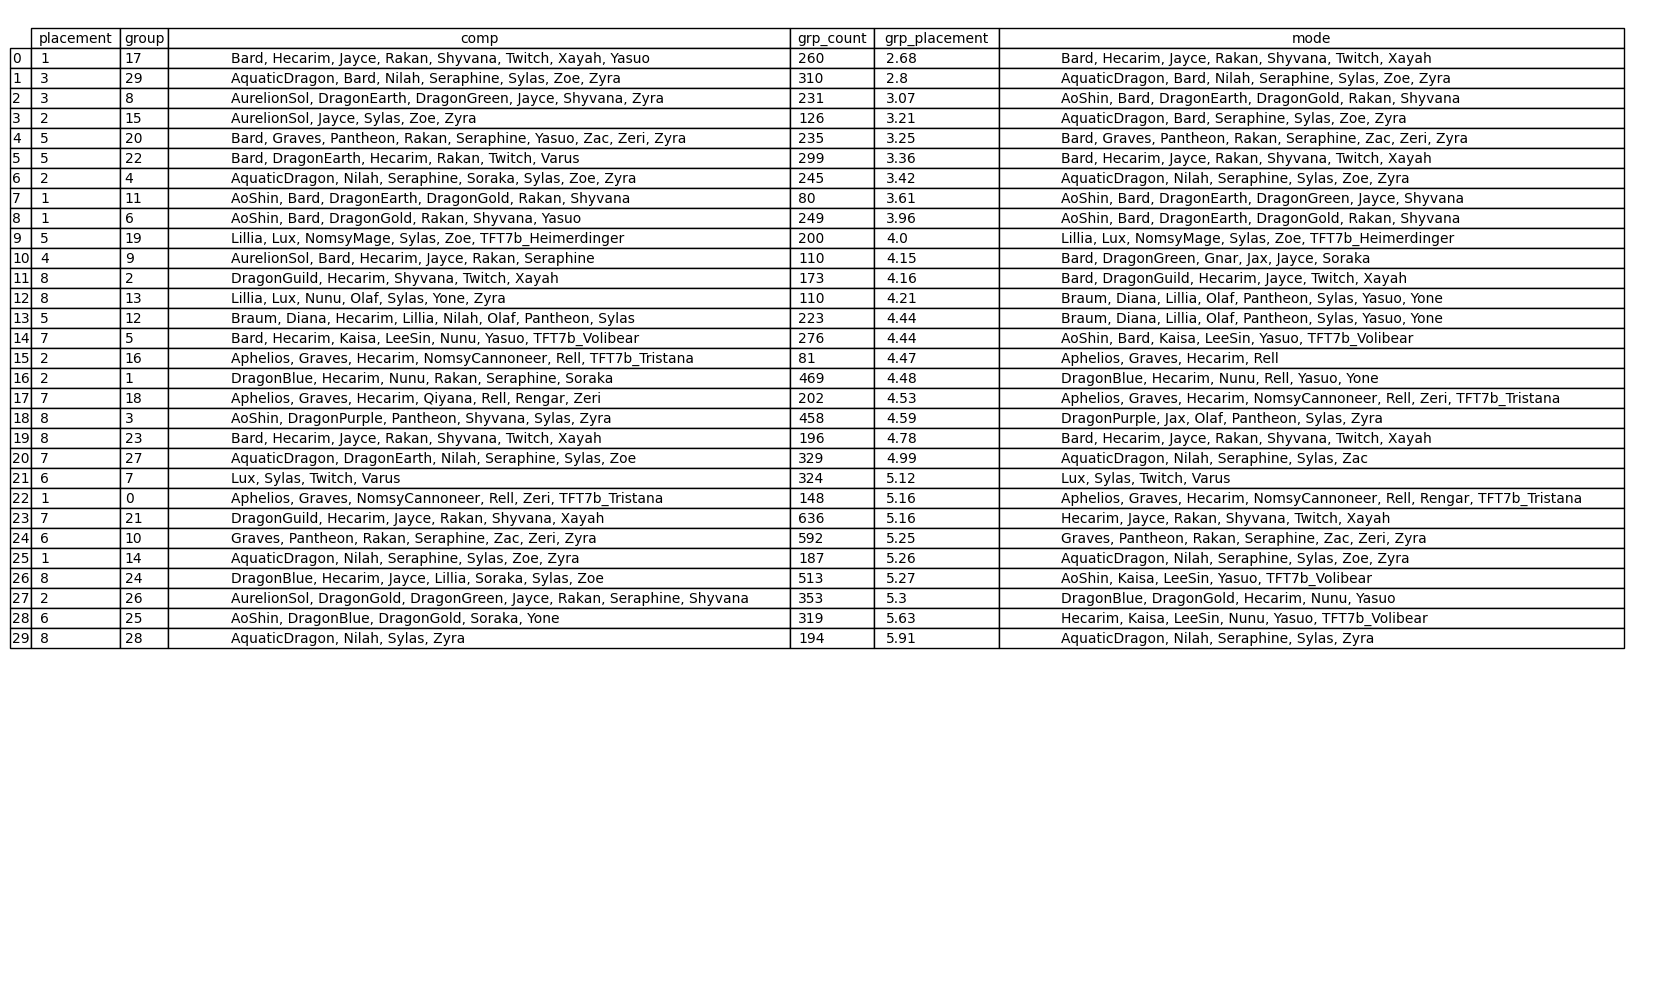 placement group comp grp_count grp_placement mode
0 1 17 Bard, Hecarim, Jayce, Rakan, Shyvana, Twitch, Xayah, Yasuo 260 2.68 Bard, Hecarim, Jayce, Rakan, Shyvana, Twitch, Xayah
1 3 29 AquaticDragon, Bard, Nilah, Seraphine, Sylas, Zoe, Zyra 310 2.8 AquaticDragon, Bard, Nilah, Seraphine, Sylas, Zoe, Zyra
2 3 8 AurelionSol, DragonEarth, DragonGreen, Jayce, Shyvana, Zyra 231 3.07 AoShin, Bard, DragonEarth, DragonGold, Rakan, Shyvana
3 2 15 AurelionSol, Jayce, Sylas, Zoe, Zyra 126 3.21 AquaticDragon, Bard, Seraphine, Sylas, Zoe, Zyra
4 5 20 Bard, Graves, Pantheon, Rakan, Seraphine, Yasuo, Zac, Zeri, Zyra 235 3.25 Bard, Graves, Pantheon, Rakan, Seraphine, Zac, Zeri, Zyra
5 5 22 Bard, DragonEarth, Hecarim, Rakan, Twitch, Varus 299 3.36 Bard, Hecarim, Jayce, Rakan, Shyvana, Twitch, Xayah
6 2 4 AquaticDragon, Nilah, Seraphine, Soraka, Sylas, Zoe, Zyra 245 3.42 AquaticDragon, Nilah, Seraphine, Sylas, Zoe, Zyra
7 1 11 AoShin, Bard, DragonEarth, DragonGold, Rakan, Shyvana 80 3.61 AoShin, Bard, DragonEarth, DragonGreen, Jayce, Shyvana
8 1 6 AoShin, Bard, DragonGold, Rakan, Shyvana, Yasuo 249 3.96 AoShin, Bard, DragonEarth, DragonGold, Rakan, Shyvana
9 5 19 Lillia, Lux, NomsyMage, Sylas, Zoe, TFT7b_Heimerdinger 200 4.0 Lillia, Lux, NomsyMage, Sylas, Zoe, TFT7b_Heimerdinger
10 4 9 AurelionSol, Bard, Hecarim, Jayce, Rakan, Seraphine 110 4.15 Bard, DragonGreen, Gnar, Jax, Jayce, Soraka
11 8 2 DragonGuild, Hecarim, Shyvana, Twitch, Xayah 173 4.16 Bard, DragonGuild, Hecarim, Jayce, Twitch, Xayah
12 8 13 Lillia, Lux, Nunu, Olaf, Sylas, Yone, Zyra 110 4.21 Braum, Diana, Lillia, Olaf, Pantheon, Sylas, Yasuo, Yone
13 5 12 Braum, Diana, Hecarim, Lillia, Nilah, Olaf, Pantheon, Sylas 223 4.44 Braum, Diana, Lillia, Olaf, Pantheon, Sylas, Yasuo, Yone
14 7 5 Bard, Hecarim, Kaisa, LeeSin, Nunu, Yasuo, TFT7b_Volibear 276 4.44 AoShin, Bard, Kaisa, LeeSin, Yasuo, TFT7b_Volibear
15 2 16 Aphelios, Graves, Hecarim, NomsyCannoneer, Rell, TFT7b_Tristana 81 4.47 Aphelios, Graves, Hecarim, Rell
16 2 1 DragonBlue, Hecarim, Nunu, Rakan, Seraphine, Soraka 469 4.48 DragonBlue, Hecarim, Nunu, Rell, Yasuo, Yone
17 7 18 Aphelios, Graves, Hecarim, Qiyana, Rell, Rengar, Zeri 202 4.53 Aphelios, Graves, Hecarim, NomsyCannoneer, Rell, Zeri, TFT7b_Tristana
18 8 3 AoShin, DragonPurple, Pantheon, Shyvana, Sylas, Zyra 458 4.59 DragonPurple, Jax, Olaf, Pantheon, Sylas, Zyra
19 8 23 Bard, Hecarim, Jayce, Rakan, Shyvana, Twitch, Xayah 196 4.78 Bard, Hecarim, Jayce, Rakan, Shyvana, Twitch, Xayah
20 7 27 AquaticDragon, DragonEarth, Nilah, Seraphine, Sylas, Zoe 329 4.99 AquaticDragon, Nilah, Seraphine, Sylas, Zac
21 6 7 Lux, Sylas, Twitch, Varus 324 5.12 Lux, Sylas, Twitch, Varus
22 1 0 Aphelios, Graves, NomsyCannoneer, Rell, Zeri, TFT7b_Tristana 148 5.16 Aphelios, Graves, Hecarim, NomsyCannoneer, Rell, Rengar, TFT7b_Tristana
23 7 21 DragonGuild, Hecarim, Jayce, Rakan, Shyvana, Xayah 636 5.16 Hecarim, Jayce, Rakan, Shyvana, Twitch, Xayah
24 6 10 Graves, Pantheon, Rakan, Seraphine, Zac, Zeri, Zyra 592 5.25 Graves, Pantheon, Rakan, Seraphine, Zac, Zeri, Zyra
25 1 14 AquaticDragon, Nilah, Seraphine, Sylas, Zoe, Zyra 187 5.26 AquaticDragon, Nilah, Seraphine, Sylas, Zoe, Zyra
26 8 24 DragonBlue, Hecarim, Jayce, Lillia, Soraka, Sylas, Zoe 513 5.27 AoShin, Kaisa, LeeSin, Yasuo, TFT7b_Volibear
27 2 26 AurelionSol, DragonGold, DragonGreen, Jayce, Rakan, Seraphine, Shyvana 353 5.3 DragonBlue, DragonGold, Hecarim, Nunu, Yasuo
28 6 25 AoShin, DragonBlue, DragonGold, Soraka, Yone 319 5.63 Hecarim, Kaisa, LeeSin, Nunu, Yasuo, TFT7b_Volibear
29 8 28 AquaticDragon, Nilah, Sylas, Zyra 194 5.91 AquaticDragon, Nilah, Seraphine, Sylas, Zyra